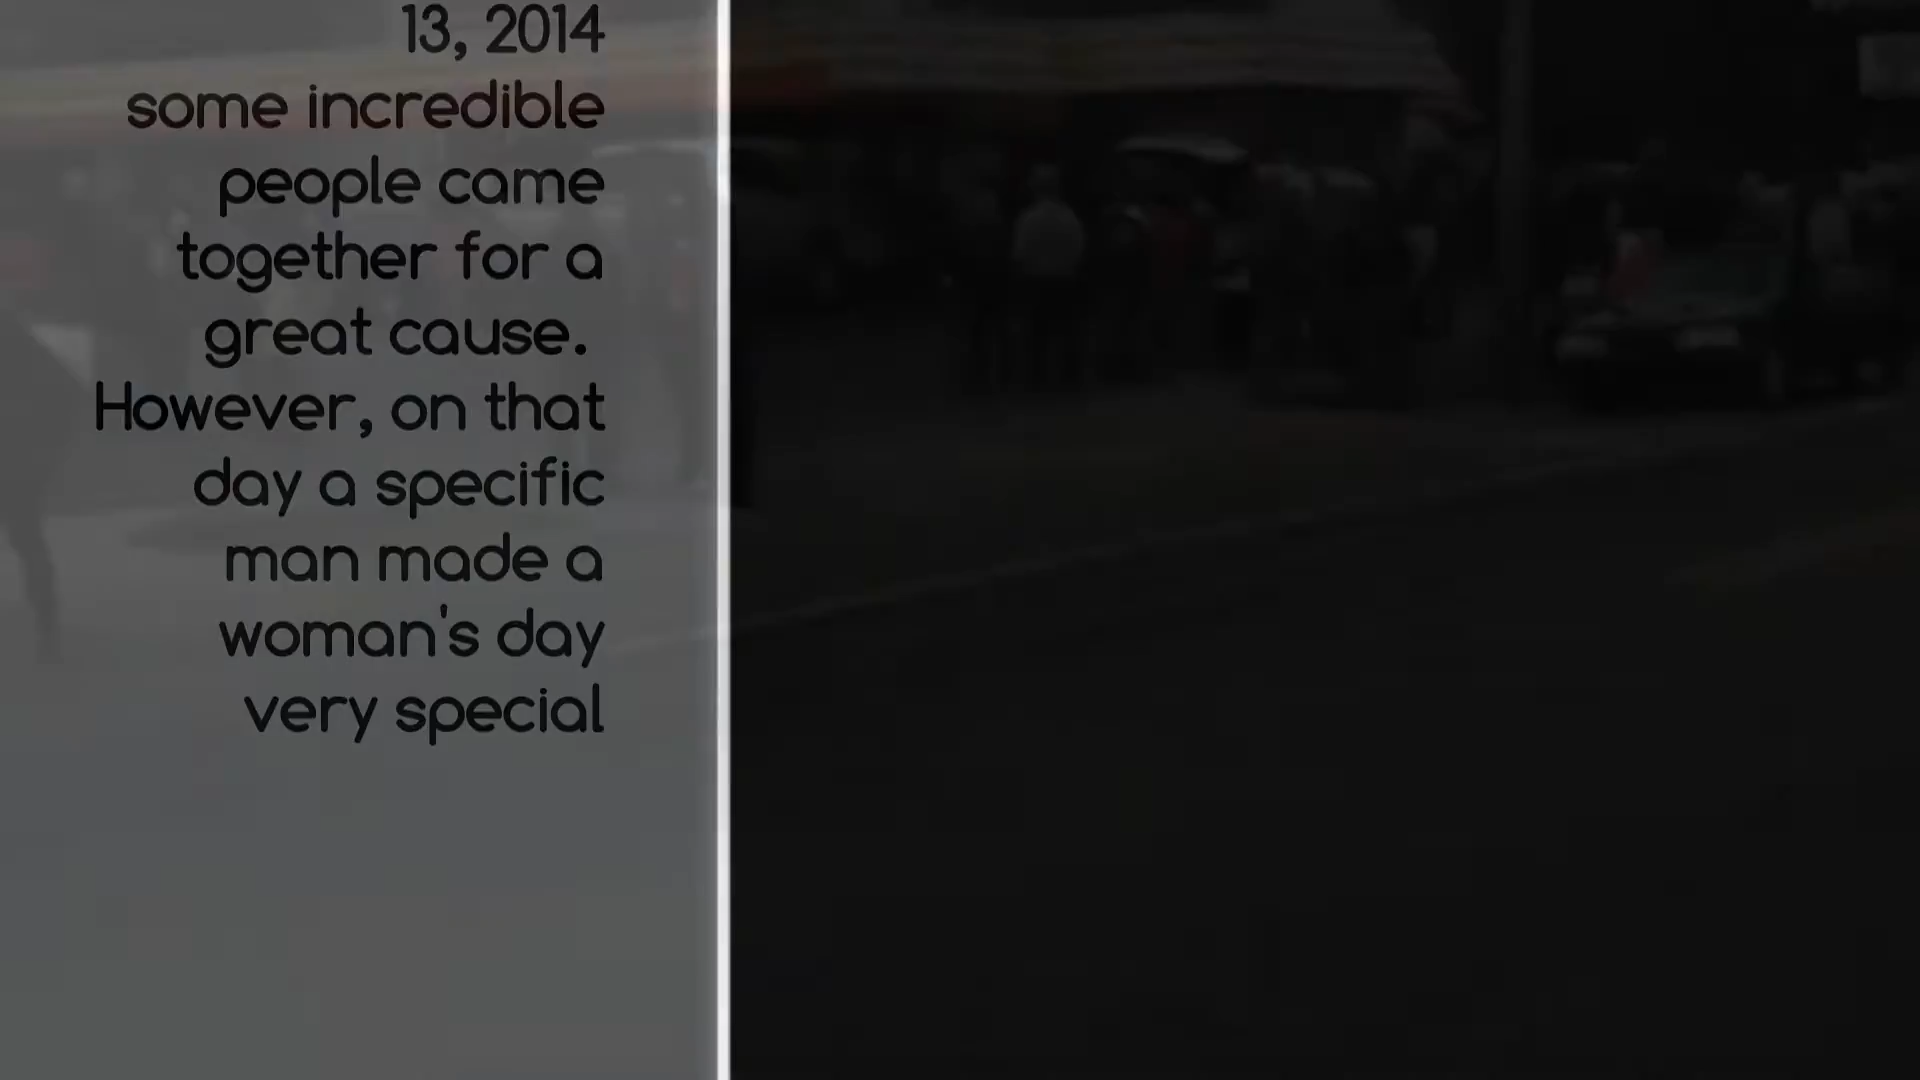 13, 2014
some incredible
people came
together for a
great cause.
However, on that
day a specific
man made a
woman's day
very special